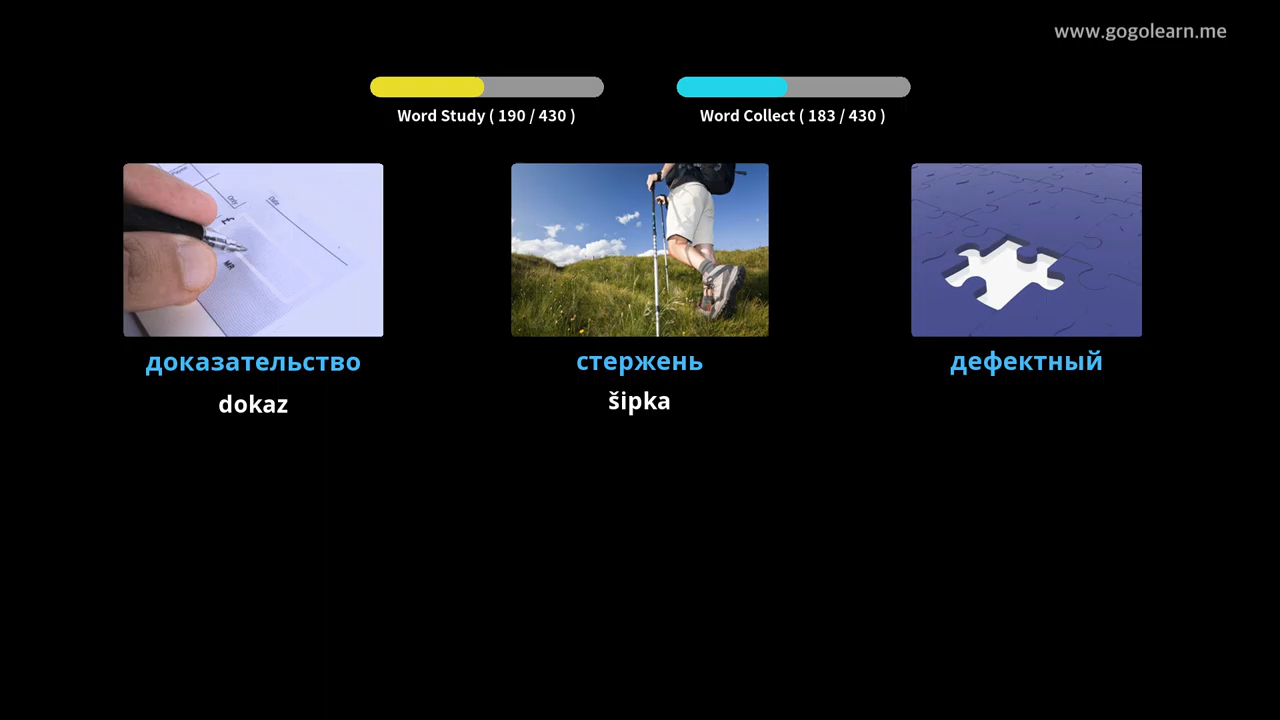 www.gogolearn.me
Word Study ( 190 / 430 )
Word Collect ( 183 / 430 )
доказательство
стержень
дефектный
dokaz
šipka